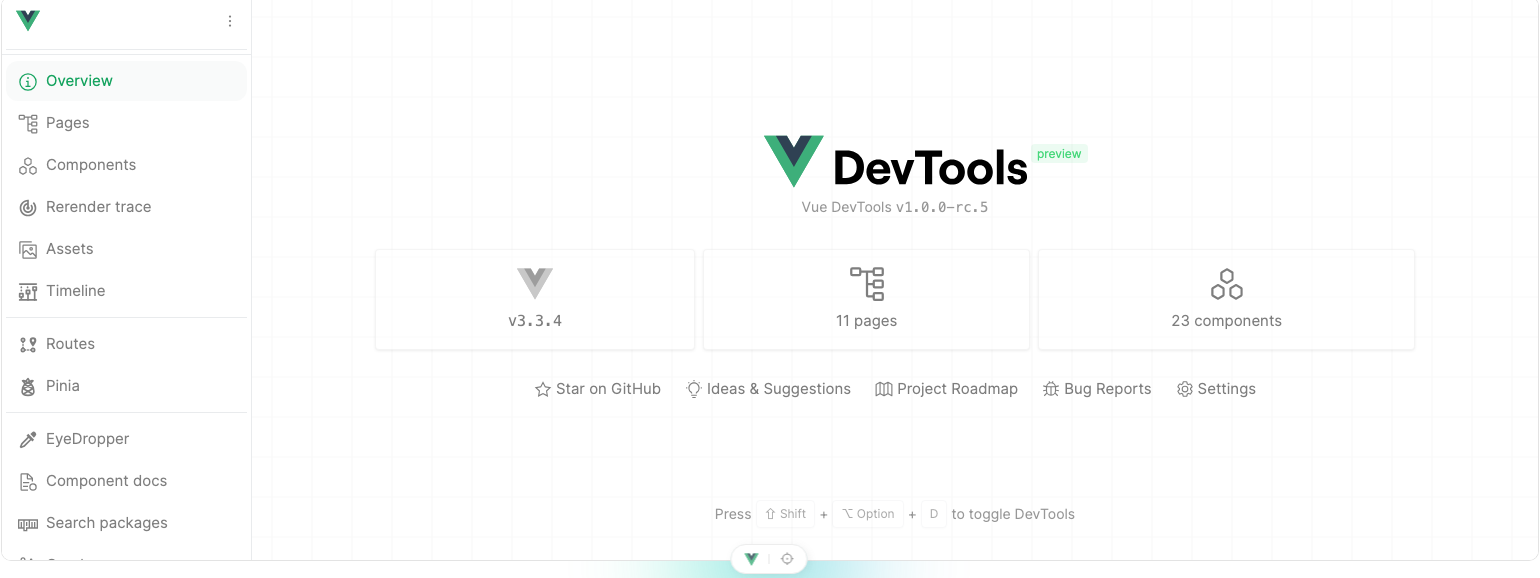 Overview
Pages
Components
Rerender trace
Assets
Timeline
Routes
Pinia
EyeDropper
Component docs
Search packages
DevTools preview
Vue DevTools v1.0.0-rc.5
v3.3.4
11 pages
23 components
Star on GitHub Ideas & Suggestions Project Roadmap Bug Reports Settings
Press ⇧ Shift + ⌥ Option + D to toggle DevTools